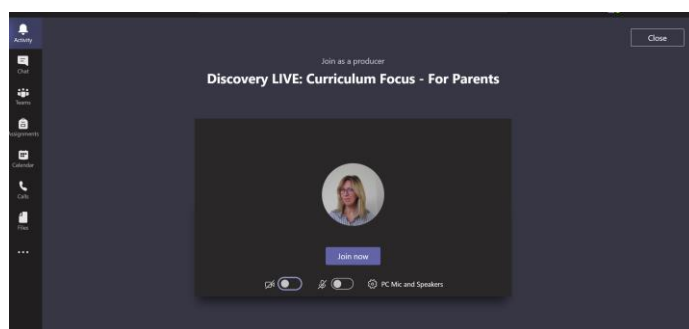 Activity
Chat
Teams
Assignments
Calendar
Calls
Files
Close
Join as a producer
Discovery LIVE: Curriculum Focus - For Parents
Join now
PC Mic and Speakers